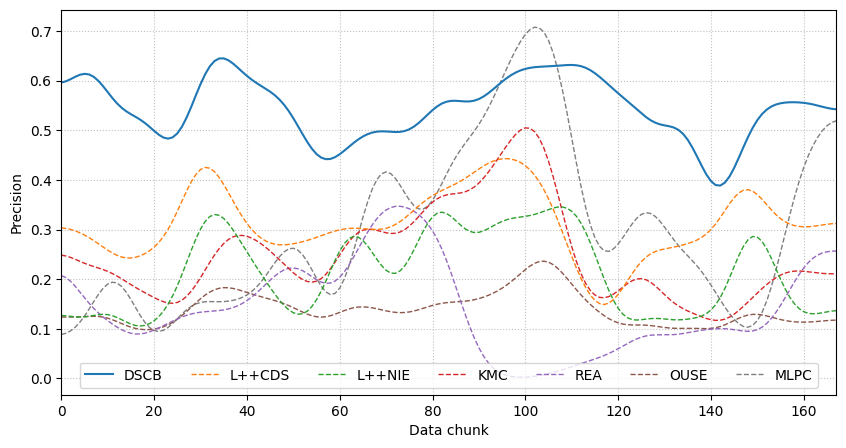 0.7
0.6
0.5
0.4
0.3
0.2
0.1
0.0
Precision
DSCB L++CDS L++NIE KMC REA OUSE MLPC
0 20 40 60 80 100 120 140 160
Data chunk